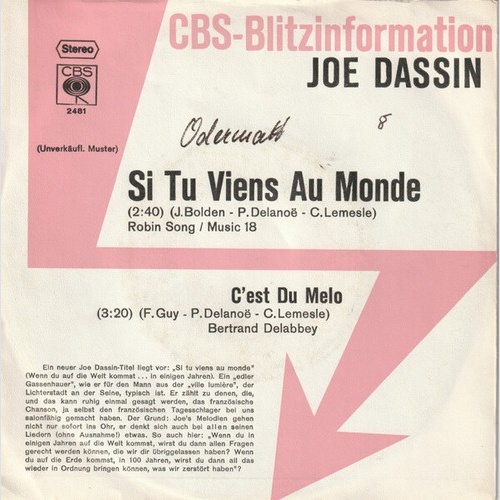 CBS-Blitzinformation
Stereo
JOE DASSIN
CBS
2481
Odermatt 8
(Unverkäufl. Muster)
Si Tu Viens Au Monde
(2:40) (J. Bolden - P. Delanoë - C. Lemesle)
Robin Song / Music 18
C'est Du Melo
(3:20) (F. Guy - P. Delanoë - C. Lemesle)
Bertrand Delabbey
Ein neuer Joe Dassin-Titel liegt vor: „Si tu viens au monde"
(Wenn du auf die Welt kommst ... in einigen Jahren). Ein „edler
Gassenhauer", wie er für den Mann aus der „ville lumière", der
Lichterstadt an der Seine, typisch ist. Er zählt zu denen, die,
und das kann ruhig einmal gesagt werden, das französische
Chanson, ja selbst den französischen Tagesschlager bei uns
salonfähig gemacht haben. Der Grund: Joe's Melodien gehen
nicht nur sofort ins Ohr, er denkt sich auch bei allen seinen
Liedern (ohne Ausnahme!) etwas. So auch hier: „Wenn du in
einigen Jahren auf die Welt kommst, wirst du dann allen Fragen
gerecht werden können, die wir dir übriggelassen haben? Wenn
du auf die Erde kommst, in 100 Jahren, wirst du dann all das
wieder in Ordnung bringen können, was wir zerstört haben"?